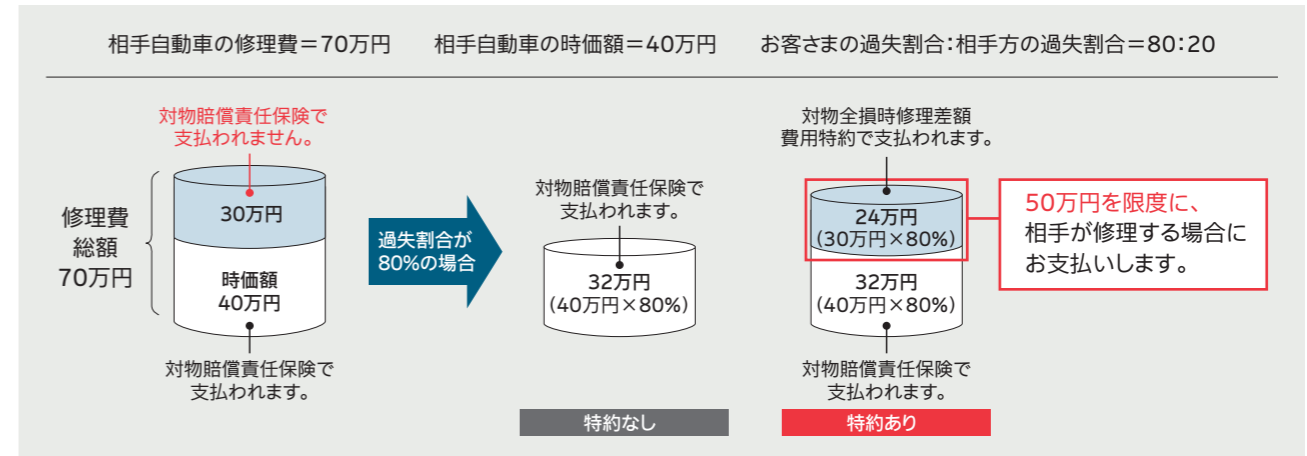 相手自動車の修理費＝70万円　相手自動車の時価額＝40万円　お客さまの過失割合：相手方の過失割合＝80：20
対物賠償責任保険で
支払われません。
修理費
総額
70万円
30万円
時価額
40万円
対物賠償責任保険で
支払われます。
過失割合が
80%の場合
対物賠償責任保険で
支払われます。
32万円
(40万円×80%)
特約なし
対物全損時修理差額
費用特約で支払われます。
24万円
(30万円×80%)
32万円
(40万円×80%)
対物賠償責任保険で
支払われます。
特約あり
50万円を限度に、
相手が修理する場合に
お支払いします。